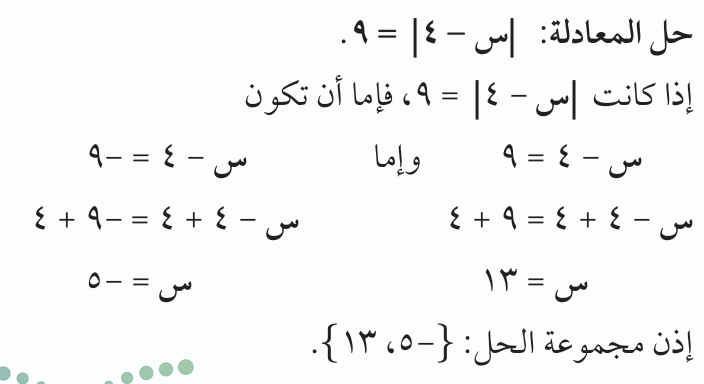 حل المعادلة: |س − ٤| = ٩.
إذا كانت |س − ٤| = ٩، فإما أن تكون
س − ٤ = ٩ وإما س − ٤ = −٩
س − ٤ + ٤ = ٩ + ٤ س − ٤ + ٤ = −٩ + ٤
س = ١٣ س = −٥
إذن مجموعة الحل: {−٥، ١٣}.